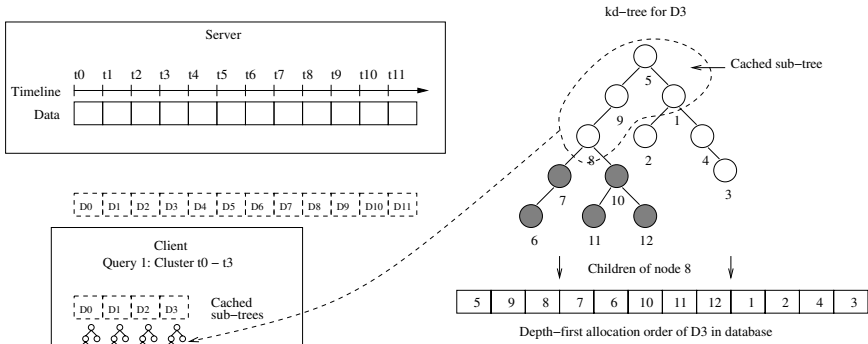 Server
t0 t1 t2 t3 t4 t5 t6 t7 t8 t9 t10 t11
Timeline
Data
D0 D1 D2 D3 D4 D5 D6 D7 D8 D9 D10 D11
Client
Query 1: Cluster t0 − t3
D0 D1 D2 D3
Cached
sub−trees
kd−tree for D3
Cached sub−tree
5
9 1
8 2 4
7 10 3
6 11 12
Children of node 8
5 9 8 7 6 10 11 12 1 2 4 3
Depth−first allocation order of D3 in database